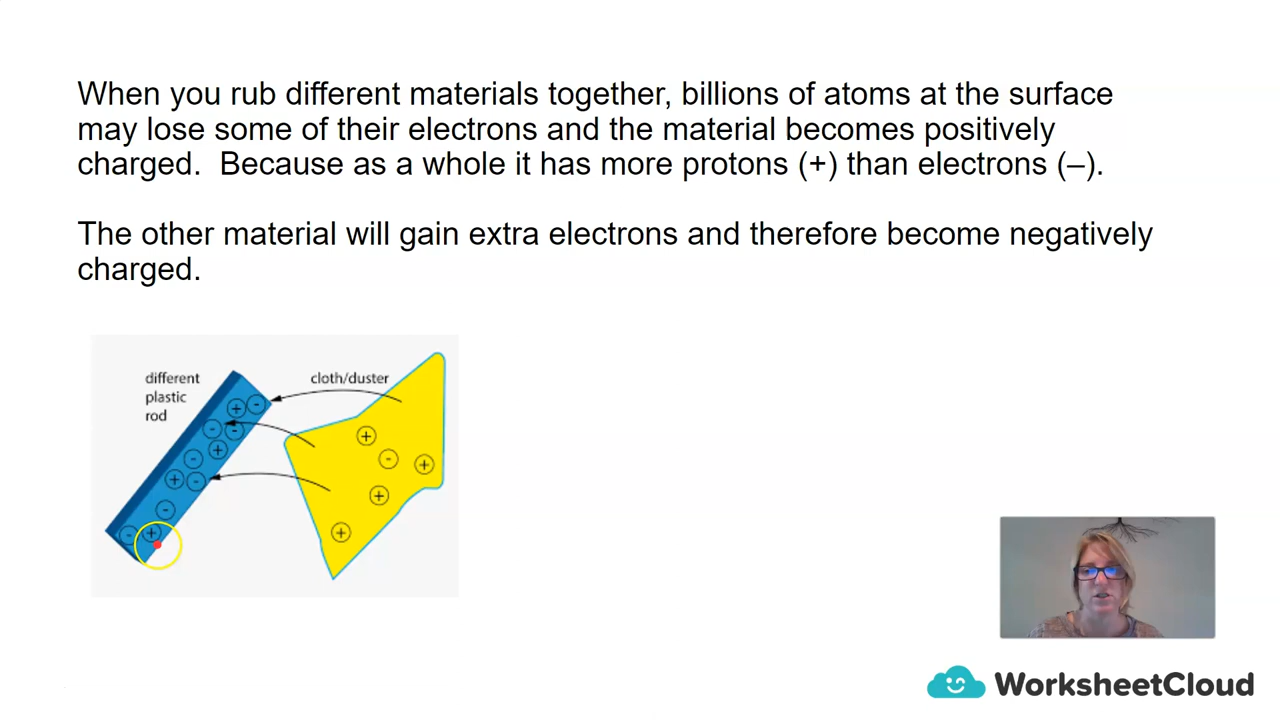 When you rub different materials together, billions of atoms at the surface
may lose some of their electrons and the material becomes positively
charged.  Because as a whole it has more protons (+) than electrons (–).
The other material will gain extra electrons and therefore become negatively
charged.
different
plastic
rod
cloth/duster
WorksheetCloud